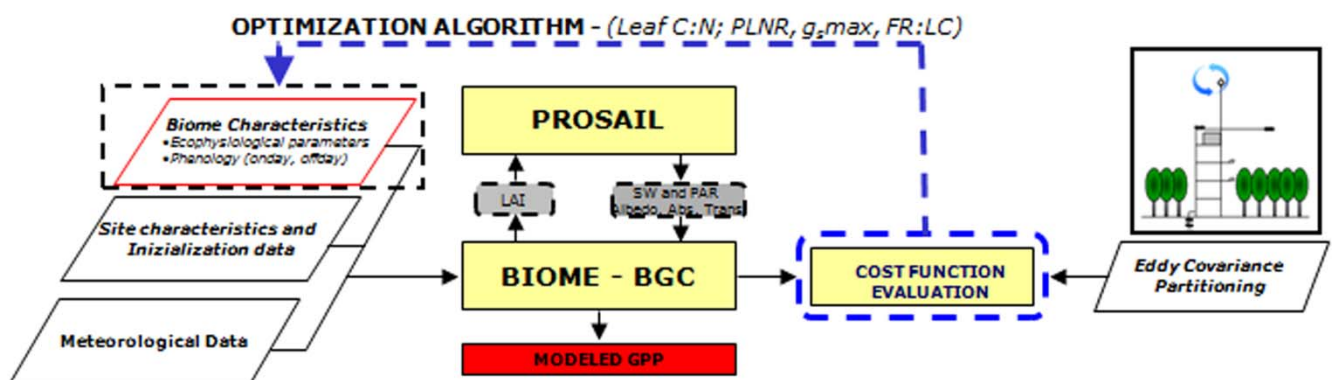 OPTIMIZATION ALGORITHM - (Leaf C:N; PLNR, gsmax, FR:LC)
Biome Characteristics
•Ecophysiological parameters
•Phenology (onday, offday)
Site characteristics and
Inizialization data
Meteorological Data
PROSAIL
LAI
SW and PAR
Albedo, Abs, Trans
BIOME - BGC
MODELED GPP
COST FUNCTION
EVALUATION
Eddy Covariance
Partitioning